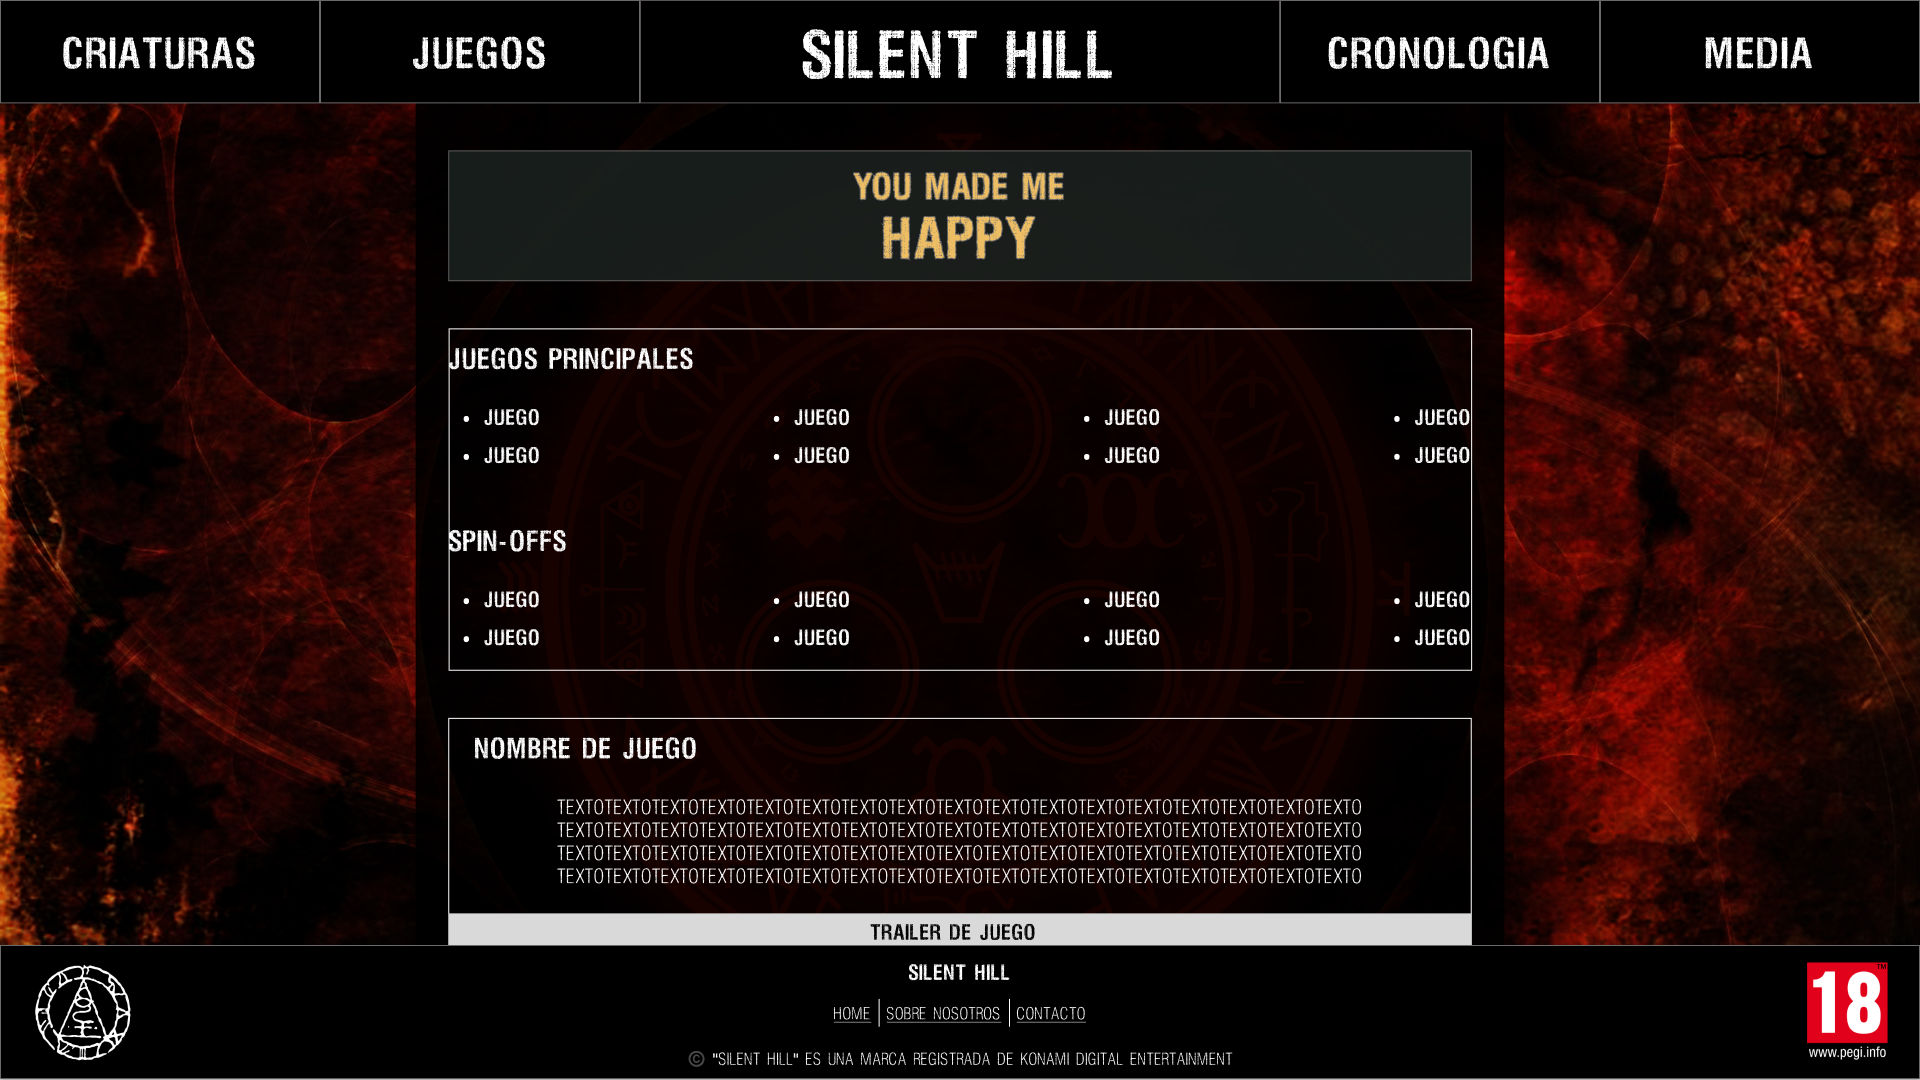 CRIATURAS
JUEGOS
SILENT HILL
CRONOLOGIA
MEDIA
YOU MADE ME
HAPPY
JUEGOS PRINCIPALES
• JUEGO • JUEGO • JUEGO • JUEGO
• JUEGO • JUEGO • JUEGO • JUEGO
SPIN-OFFS
• JUEGO • JUEGO • JUEGO • JUEGO
• JUEGO • JUEGO • JUEGO • JUEGO
NOMBRE DE JUEGO
TEXTOTEXTOTEXTOTEXTOTEXTOTEXTOTEXTOTEXTOTEXTOTEXTOTEXTOTEXTOTEXTOTEXTOTEXTOTEXTOTEXTO
TEXTOTEXTOTEXTOTEXTOTEXTOTEXTOTEXTOTEXTOTEXTOTEXTOTEXTOTEXTOTEXTOTEXTOTEXTOTEXTOTEXTO
TEXTOTEXTOTEXTOTEXTOTEXTOTEXTOTEXTOTEXTOTEXTOTEXTOTEXTOTEXTOTEXTOTEXTOTEXTOTEXTOTEXTO
TEXTOTEXTOTEXTOTEXTOTEXTOTEXTOTEXTOTEXTOTEXTOTEXTOTEXTOTEXTOTEXTOTEXTOTEXTOTEXTOTEXTO
TRAILER DE JUEGO
SILENT HILL
HOME | SOBRE NOSOTROS | CONTACTO
© "SILENT HILL" ES UNA MARCA REGISTRADA DE KONAMI DIGITAL ENTERTAINMENT
18™
www.pegi.info